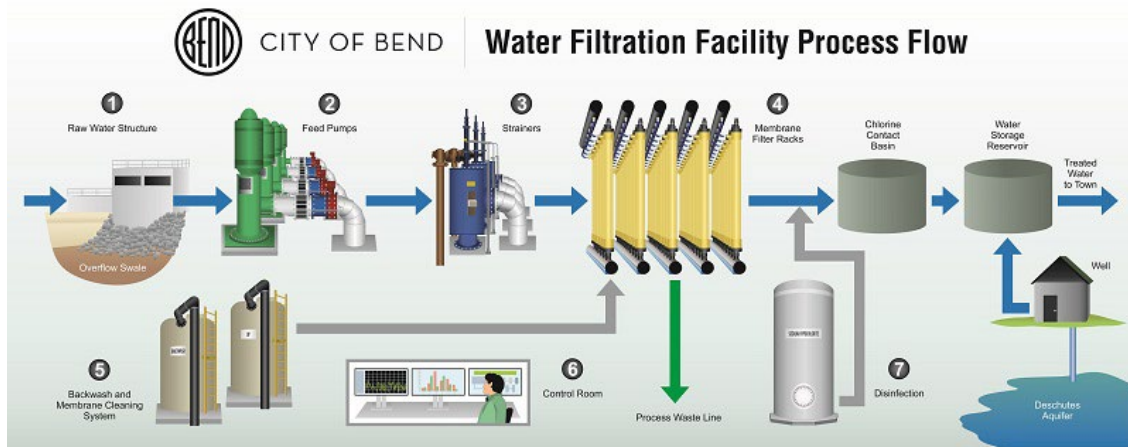 BEND
CITY OF BEND
Water Filtration Facility Process Flow
1
Raw Water Structure
2
Feed Pumps
3
Strainers
4
Membrane
Filter Racks
Chlorine
Contact
Basin
Water
Storage
Reservoir
Treated
Water
to Town
Overflow Swale
Well
5
Backwash and
Membrane Cleaning
System
6
Control Room
Process Waste Line
7
Disinfection
Deschutes
Aquifer